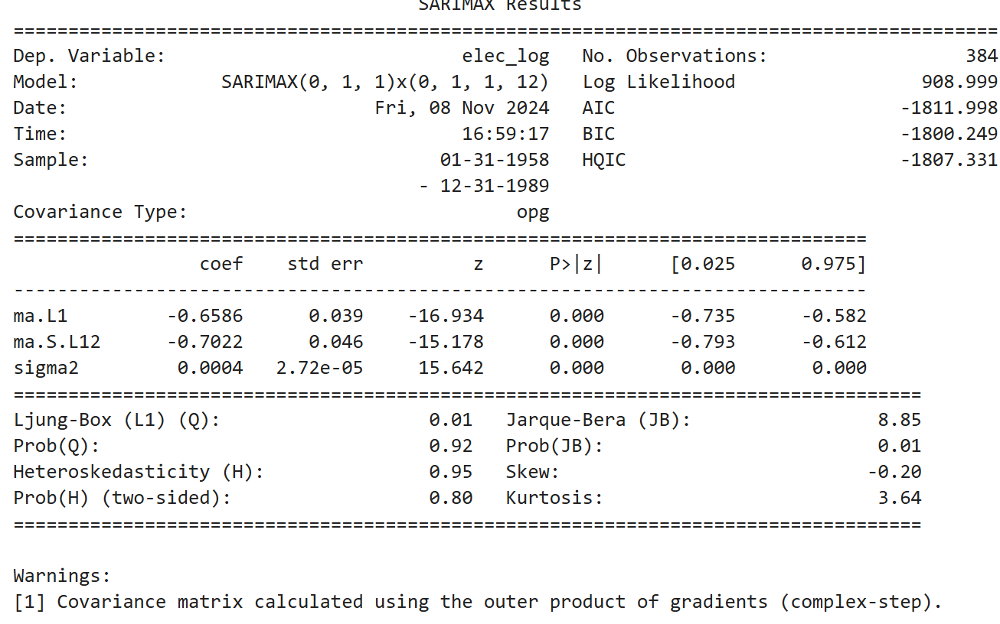 SARIMAX Results
==========================================================================================
Dep. Variable:                           elec_log   No. Observations:                  384
Model:             SARIMAX(0, 1, 1)x(0, 1, 1, 12)   Log Likelihood                 908.999
Date:                            Fri, 08 Nov 2024   AIC                          -1811.998
Time:                                    16:59:17   BIC                          -1800.249
Sample:                                01-31-1958   HQIC                         -1807.331
                                     - 12-31-1989
Covariance Type:                              opg
==============================================================================
                 coef    std err          z      P>|z|      [0.025      0.975]
------------------------------------------------------------------------------
ma.L1         -0.6586      0.039    -16.934      0.000      -0.735      -0.582
ma.S.L12      -0.7022      0.046    -15.178      0.000      -0.793      -0.612
sigma2         0.0004   2.72e-05     15.642      0.000       0.000       0.000
===================================================================================
Ljung-Box (L1) (Q):                   0.01   Jarque-Bera (JB):                 8.85
Prob(Q):                              0.92   Prob(JB):                         0.01
Heteroskedasticity (H):               0.95   Skew:                            -0.20
Prob(H) (two-sided):                  0.80   Kurtosis:                         3.64
===================================================================================
Warnings:
[1] Covariance matrix calculated using the outer product of gradients (complex-step).